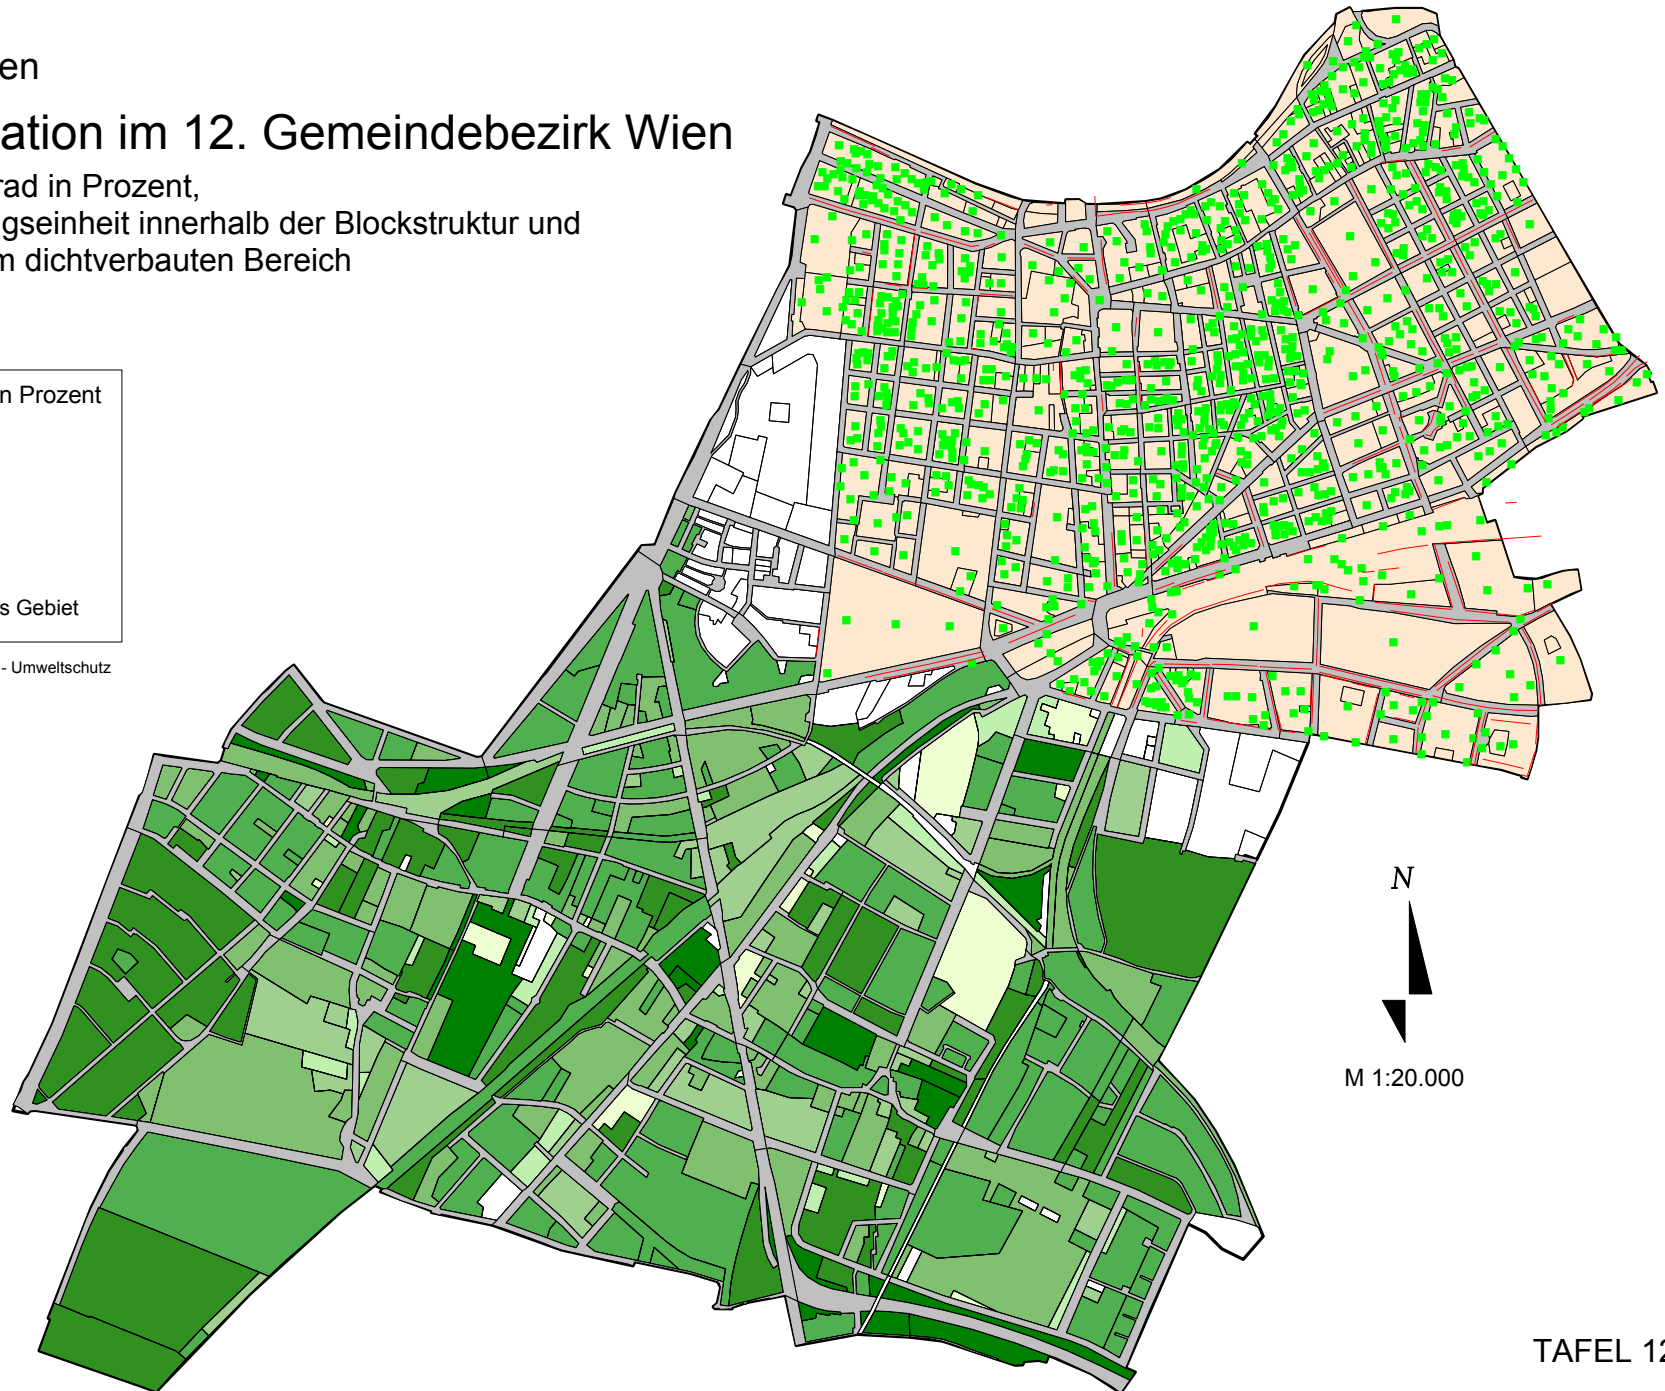 en
ation im 12. Gemeindebezirk Wien
rad in Prozent,
gseinheit innerhalb der Blockstruktur und
m dichtverbauten Bereich
n Prozent
s Gebiet
- Umweltschutz
N
M 1:20.000
TAFEL 12